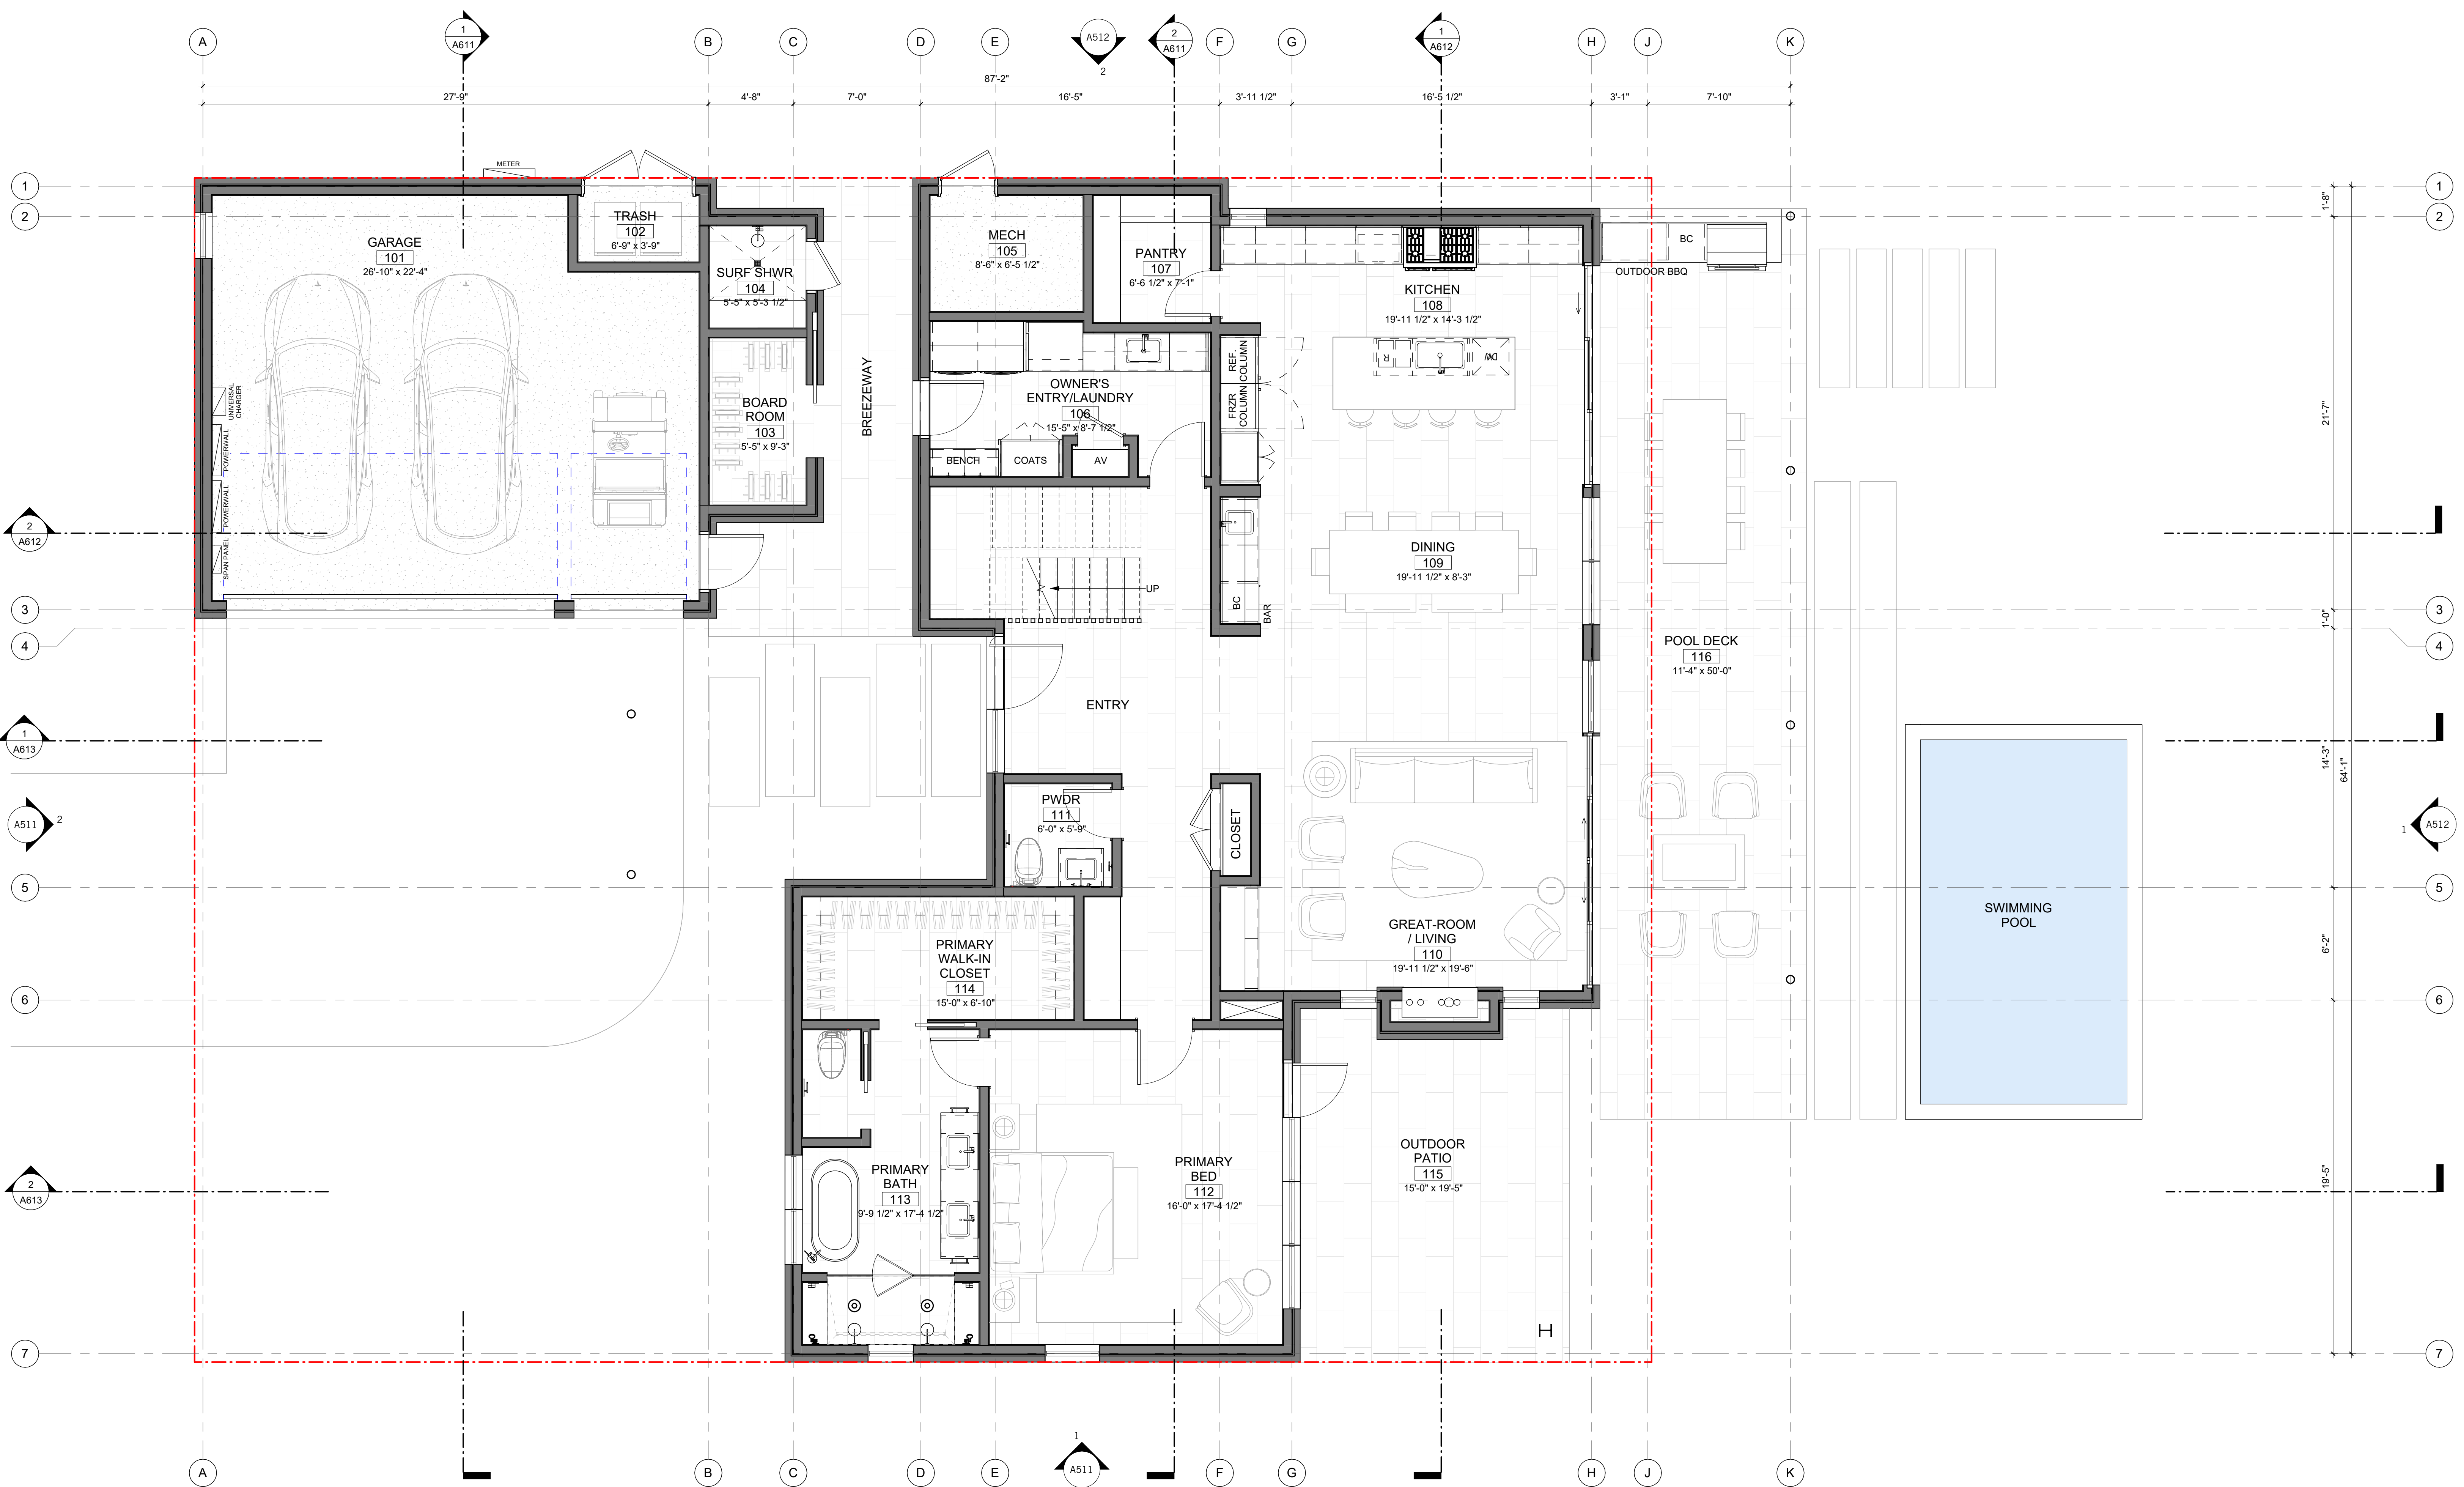 1
A611
A512
2
2
A611
1
A612
A
B
C
D
E
F
G
H
J
K
87'-2"
27'-9"
4'-8"
7'-0"
16'-5"
3'-11 1/2"
16'-5 1/2"
3'-1"
7'-10"
METER
1
2
1
2
1'-8"
GARAGE
101
26'-10" x 22'-4"
TRASH
102
6'-9" x 3'-9"
SURF SHWR
104
5'-5" x 5'-3 1/2"
MECH
105
8'-6" x 6'-5 1/2"
PANTRY
107
6'-6 1/2" x 7'-1"
KITCHEN
108
19'-11 1/2" x 14'-3 1/2"
BC
OUTDOOR BBQ
R
DW
REF.
COLUMN
FRZR
COLUMN
UNIVERSAL
CHARGER
POWERWALL
POWERWALL
SPAN PANEL
BOARD
ROOM
103
5'-5" x 9'-3"
BREEZEWAY
OWNER'S
ENTRY/LAUNDRY
106
15'-5" x 8'-7 1/2"
BENCH
COATS
AV
21'-7"
2
A612
DINING
109
19'-11 1/2" x 8'-3"
UP
BC
BAR
3
4
3
4
1'-0"
POOL DECK
116
11'-4" x 50'-0"
ENTRY
1
A613
14'-3"
64'-1"
A511
2
PWDR
111
6'-0" x 5'-9"
CLOSET
1
A512
5
5
SWIMMING
POOL
GREAT-ROOM
/ LIVING
110
19'-11 1/2" x 19'-6"
PRIMARY
WALK-IN
CLOSET
114
15'-0" x 6'-10"
6'-2"
6
6
PRIMARY
BATH
113
9'-9 1/2" x 17'-4 1/2"
PRIMARY
BED
112
16'-0" x 17'-4 1/2"
OUTDOOR
PATIO
115
15'-0" x 19'-5"
19'-5"
2
A613
7
7
1
A511
A
B
C
D
E
F
G
H
J
K